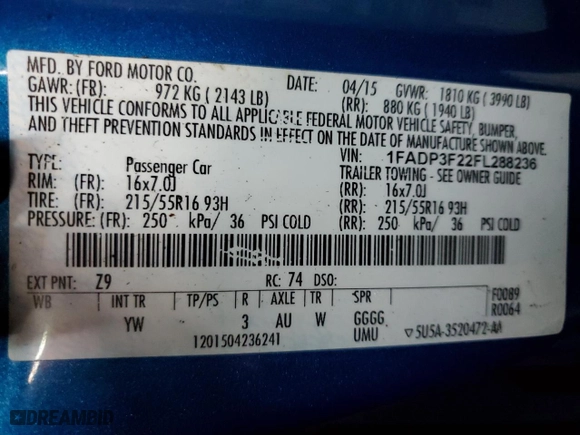 MFD. BY FORD MOTOR CO.
DATE: 04/15 GVWR: 1810 KG ( 3990 LB)
GAWR: (FR): 972 KG ( 2143 LB) (RR): 880 KG ( 1940 LB)
THIS VEHICLE CONFORMS TO ALL APPLICABLE FEDERAL MOTOR VEHICLE SAFETY, BUMPER,
AND THEFT PREVENTION STANDARDS IN EFFECT ON THE DATE OF MANUFACTURE SHOWN ABOVE.
VIN: 1FADP3F22FL288236
TYPE: Passenger Car TRAILER TOWING - SEE OWNER GUIDE
RIM: (FR): 16x7.0J (RR): 16x7.0J
TIRE: (FR): 215/55R16 93H (RR): 215/55R16 93H
PRESSURE: (FR): 250 kPa/ 36 PSI COLD (RR): 250 kPa/ 36 PSI COLD
EXT PNT: Z9 RC: 74 DSO:
WB INT TR TP/PS R AXLE TR SPR F0089
R0064
YW 3 AU W GGGG
1201504236241 UMU ▽5U5A-3520472-AA
DREAMBID